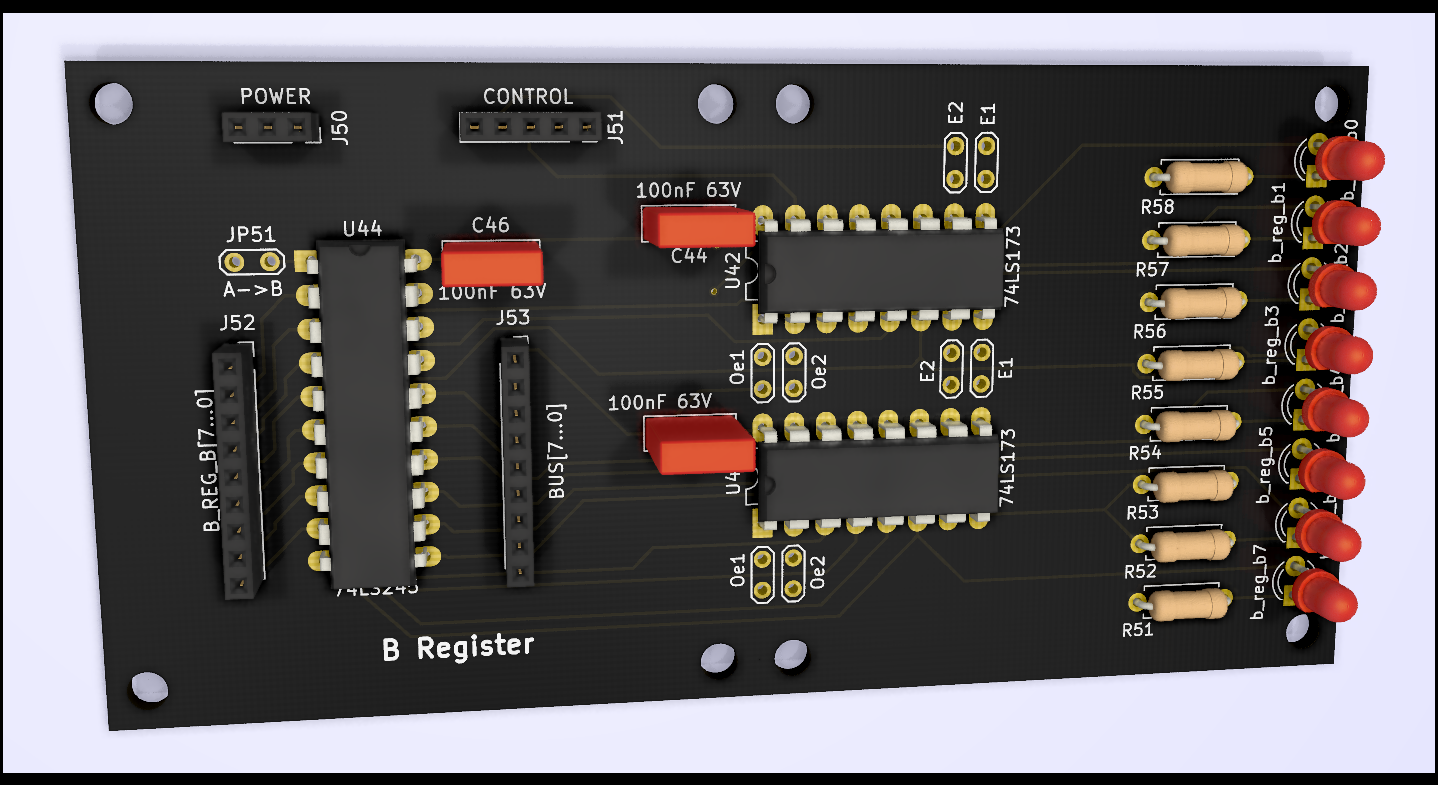 POWER
J50
CONTROL
J51
E2
E1
b0
R58
b_reg_b1
100nF 63V
C44
U42
74LS173
JP51
A->B
U44
C46
100nF 63V
R57
b2
R56
J52
J53
B_REG_B[7...0]
BUS[7...0]
Oe1
Oe2
E2
E1
b_reg_b3
R55
100nF 63V
74LS173
R54
b_reg_b5
R53
Oe1
Oe2
R52
b_reg_b7
R51
74LS245
B Register